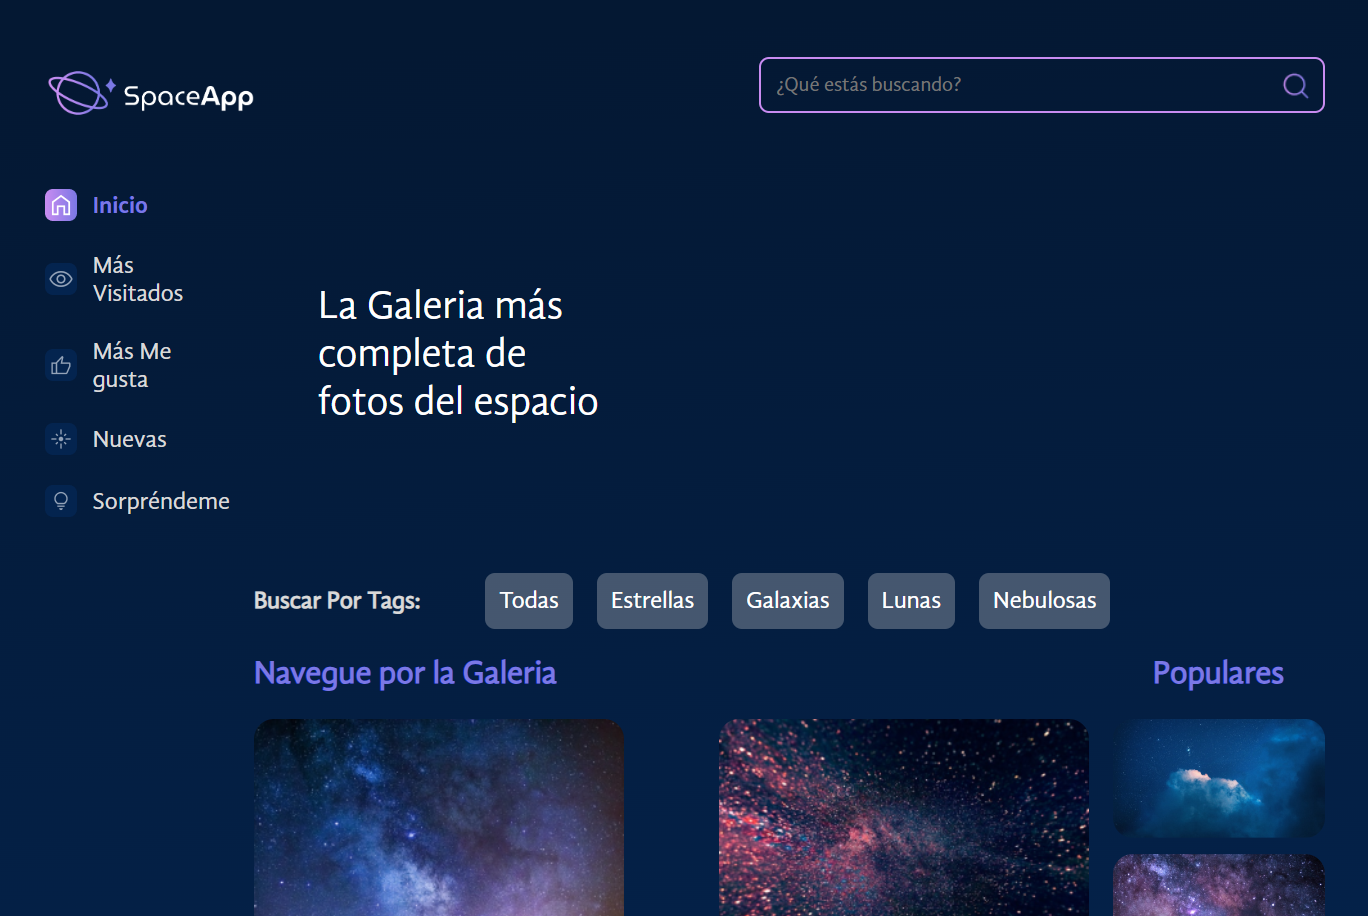 SpaceApp
¿Qué estás buscando?
Inicio
Más
Visitados
Más Me
gusta
Nuevas
Sorpréndeme
La Galeria más
completa de
fotos del espacio
Buscar Por Tags:
Todas
Estrellas
Galaxias
Lunas
Nebulosas
Navegue por la Galeria
Populares